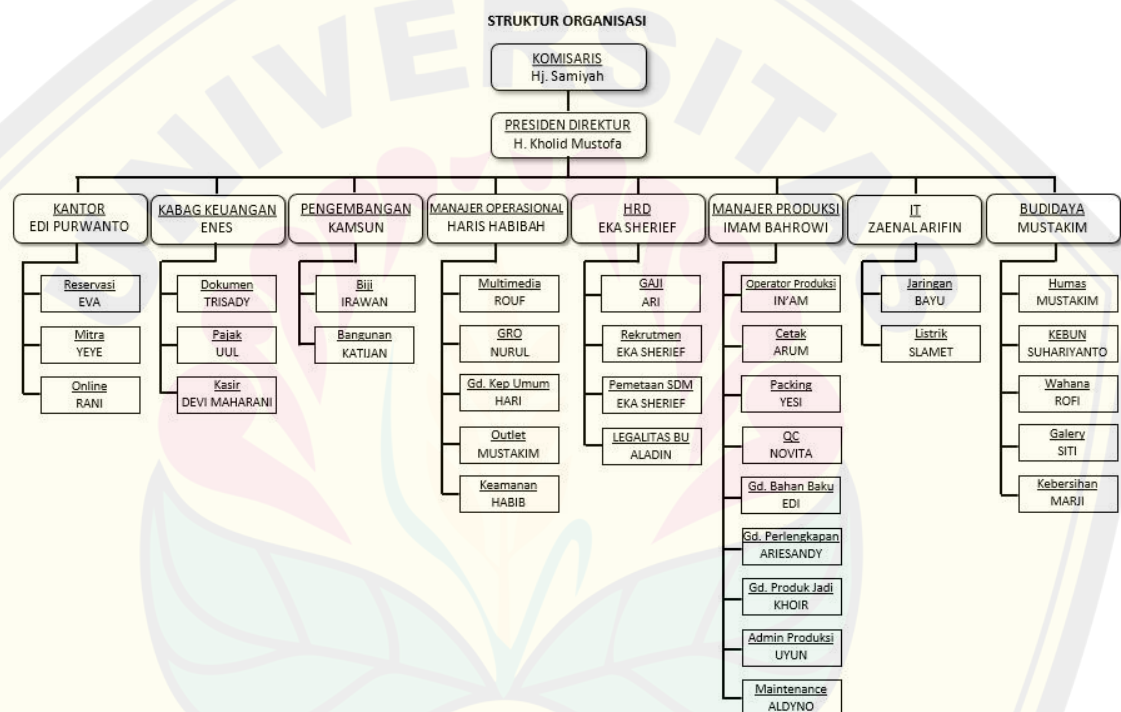 STRUKTUR ORGANISASI
KOMISARIS
Hj. Samiyah
PRESIDEN DIREKTUR
H. Kholid Mustofa
KANTOR
EDI PURWANTO
Reservasi
EVA
Mitra
YEYE
Online
RANI
KABAG KEUANGAN
ENES
Dokumen
TRISADY
Pajak
UUL
Kasir
DEVI MAHARANI
PENGEMBANGAN
KAMSUN
Biji
IRAWAN
Bangunan
KATIJAN
MANAJER OPERASIONAL
HARIS HABIBAH
Multimedia
ROUF
GRO
NURUL
Gd. Kep Umum
HARI
Outlet
MUSTAKIM
Keamanan
HABIB
HRD
EKA SHERIEF
GAJI
ARI
Rekrutmen
EKA SHERIEF
Pemetaan SDM
EKA SHERIEF
LEGALITAS BU
ALADIN
MANAJER PRODUKSI
IMAM BAHROWI
Operator Produksi
IN'AM
Cetak
ARUM
Packing
YESI
QC
NOVITA
Gd. Bahan Baku
EDI
Gd. Perlengkapan
ARIESANDY
Gd. Produk Jadi
KHOIR
Admin Produksi
UYUN
Maintenance
ALDYNO
IT
ZAENAL ARIFIN
Jaringan
BAYU
Listrik
SLAMET
BUDIDAYA
MUSTAKIM
Humas
MUSTAKIM
KEBUN
SUHARIYANTO
Wahana
ROFI
Galery
SITI
Kebersihan
MARJI
UNIVERSITAS